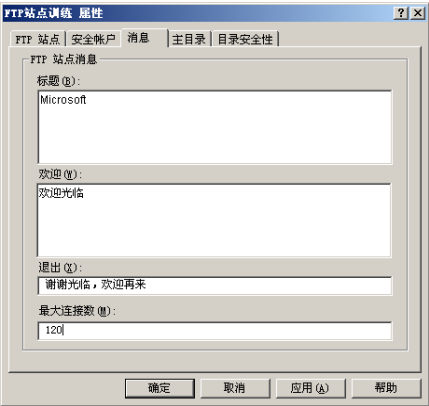 FTP站点训练 属性
FTP 站点 安全帐户 消息 主目录 目录安全性
FTP 站点消息
标题(B):
Microsoft
欢迎(W):
欢迎光临
退出(X):
谢谢光临，欢迎再来
最大连接数(M):
120
确定 取消 应用(A) 帮助